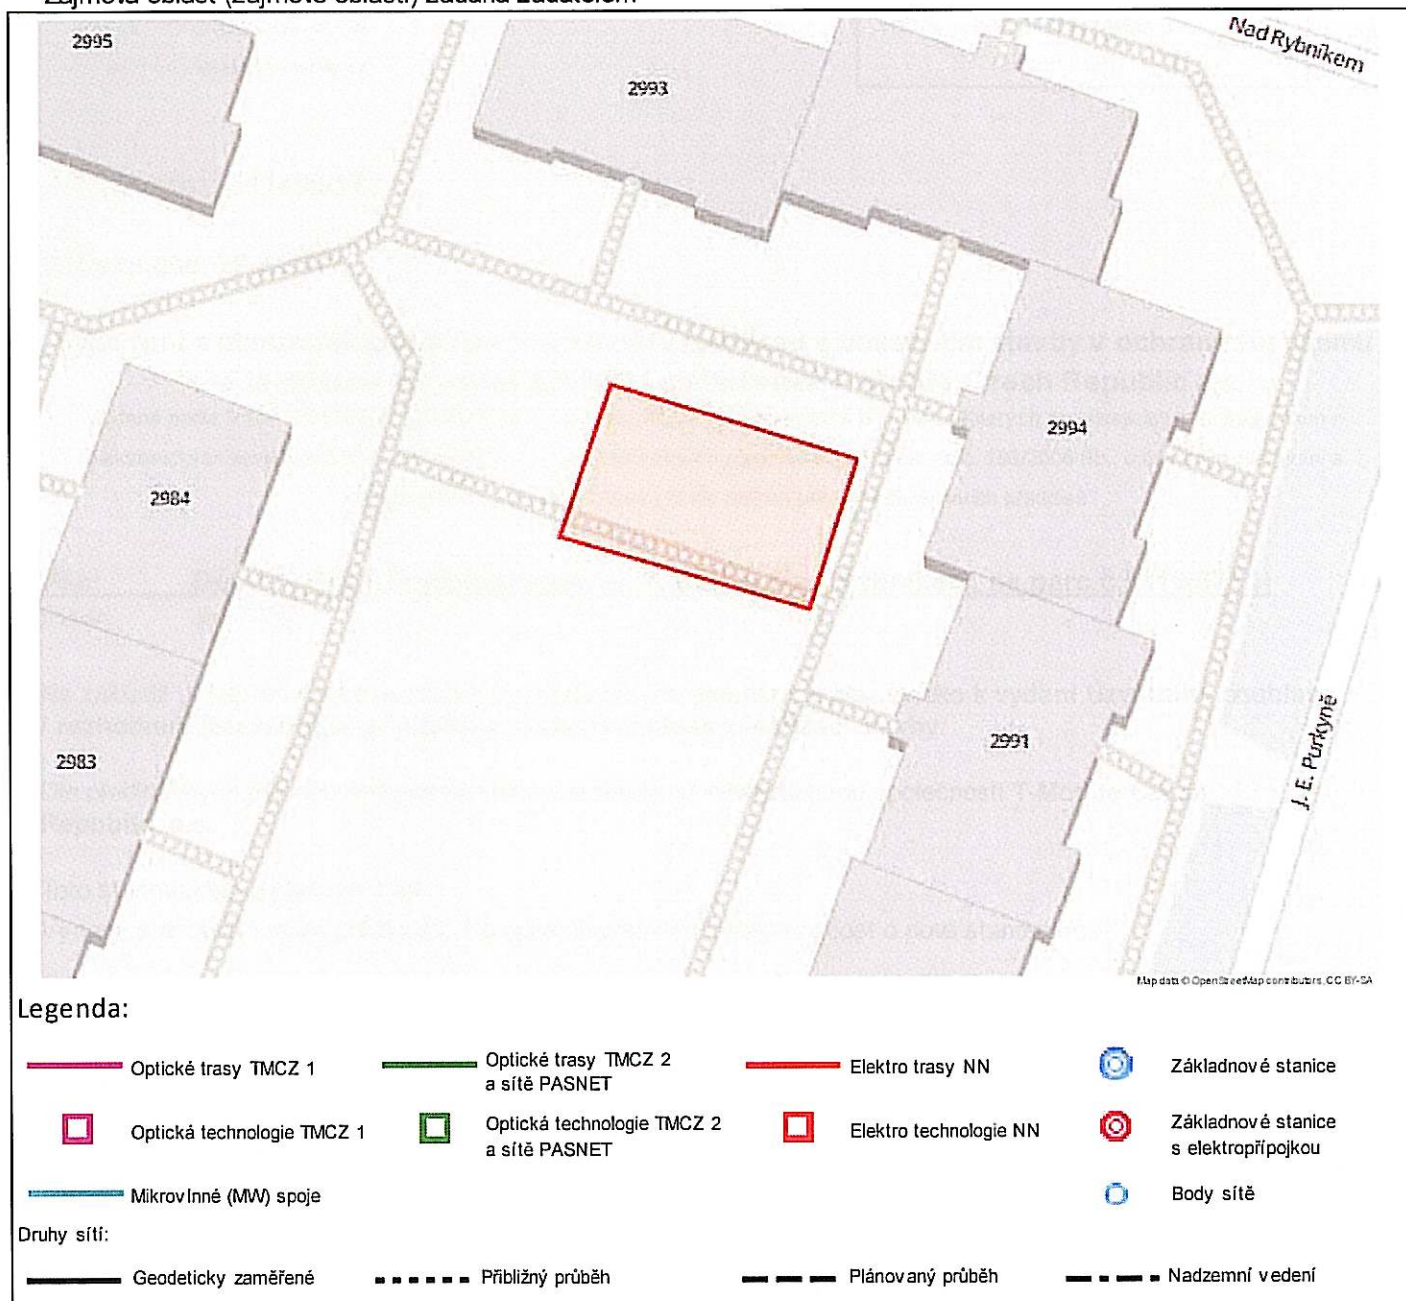 Zájmová oblast (zájmové oblasti) zadaná žadatelem
2995
2993
Nad Rybníkem
2994
2984
2983
2991
J. E. Purkyně
Map data © OpenStreetMap contributors, CC BY-SA
Legenda:
Optické trasy TMCZ 1
Optické trasy TMCZ 2
a sítě PASNET
Elektro trasy NN
Základnové stanice
Optická technologie TMCZ 1
Optická technologie TMCZ 2
a sítě PASNET
Elektro technologie NN
Základnové stanice
s elektropřípojkou
Mikrovlnné (MW) spoje
Body sítě
Druhy sítí:
Geodeticky zaměřené
Přibližný průběh
Plánovaný průběh
Nadzemní vedení